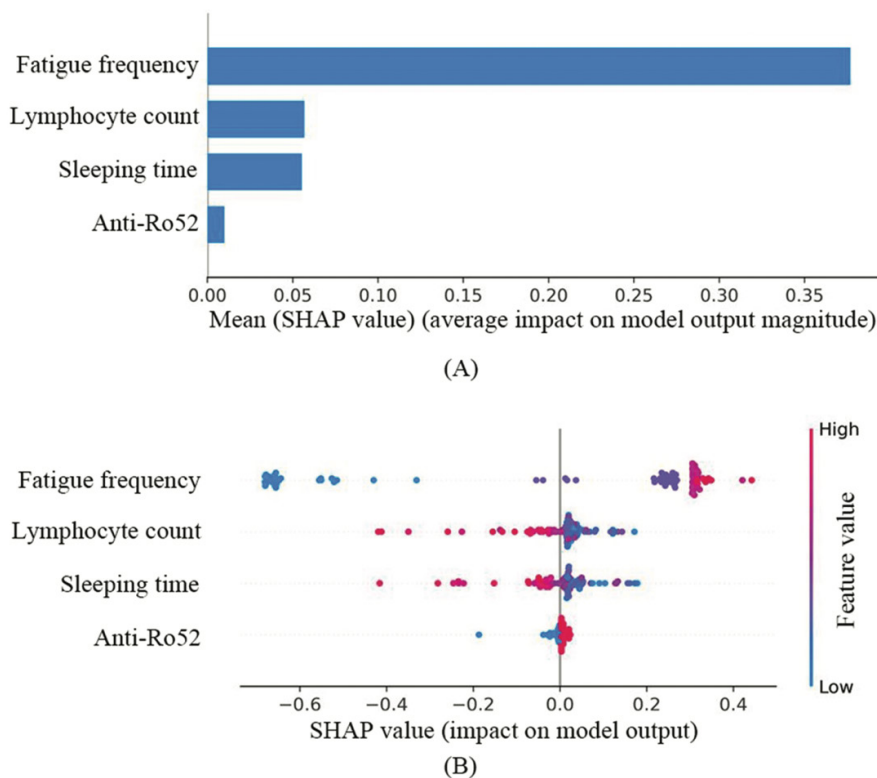 Fatigue frequency
Lymphocyte count
Sleeping time
Anti-Ro52
0.00 0.05 0.10 0.15 0.20 0.25 0.30 0.35
Mean (SHAP value) (average impact on model output magnitude)
(A)
High
Fatigue frequency
Lymphocyte count
Sleeping time
Anti-Ro52
Feature value
Low
−0.6 −0.4 −0.2 0.0 0.2 0.4
SHAP value (impact on model output)
(B)